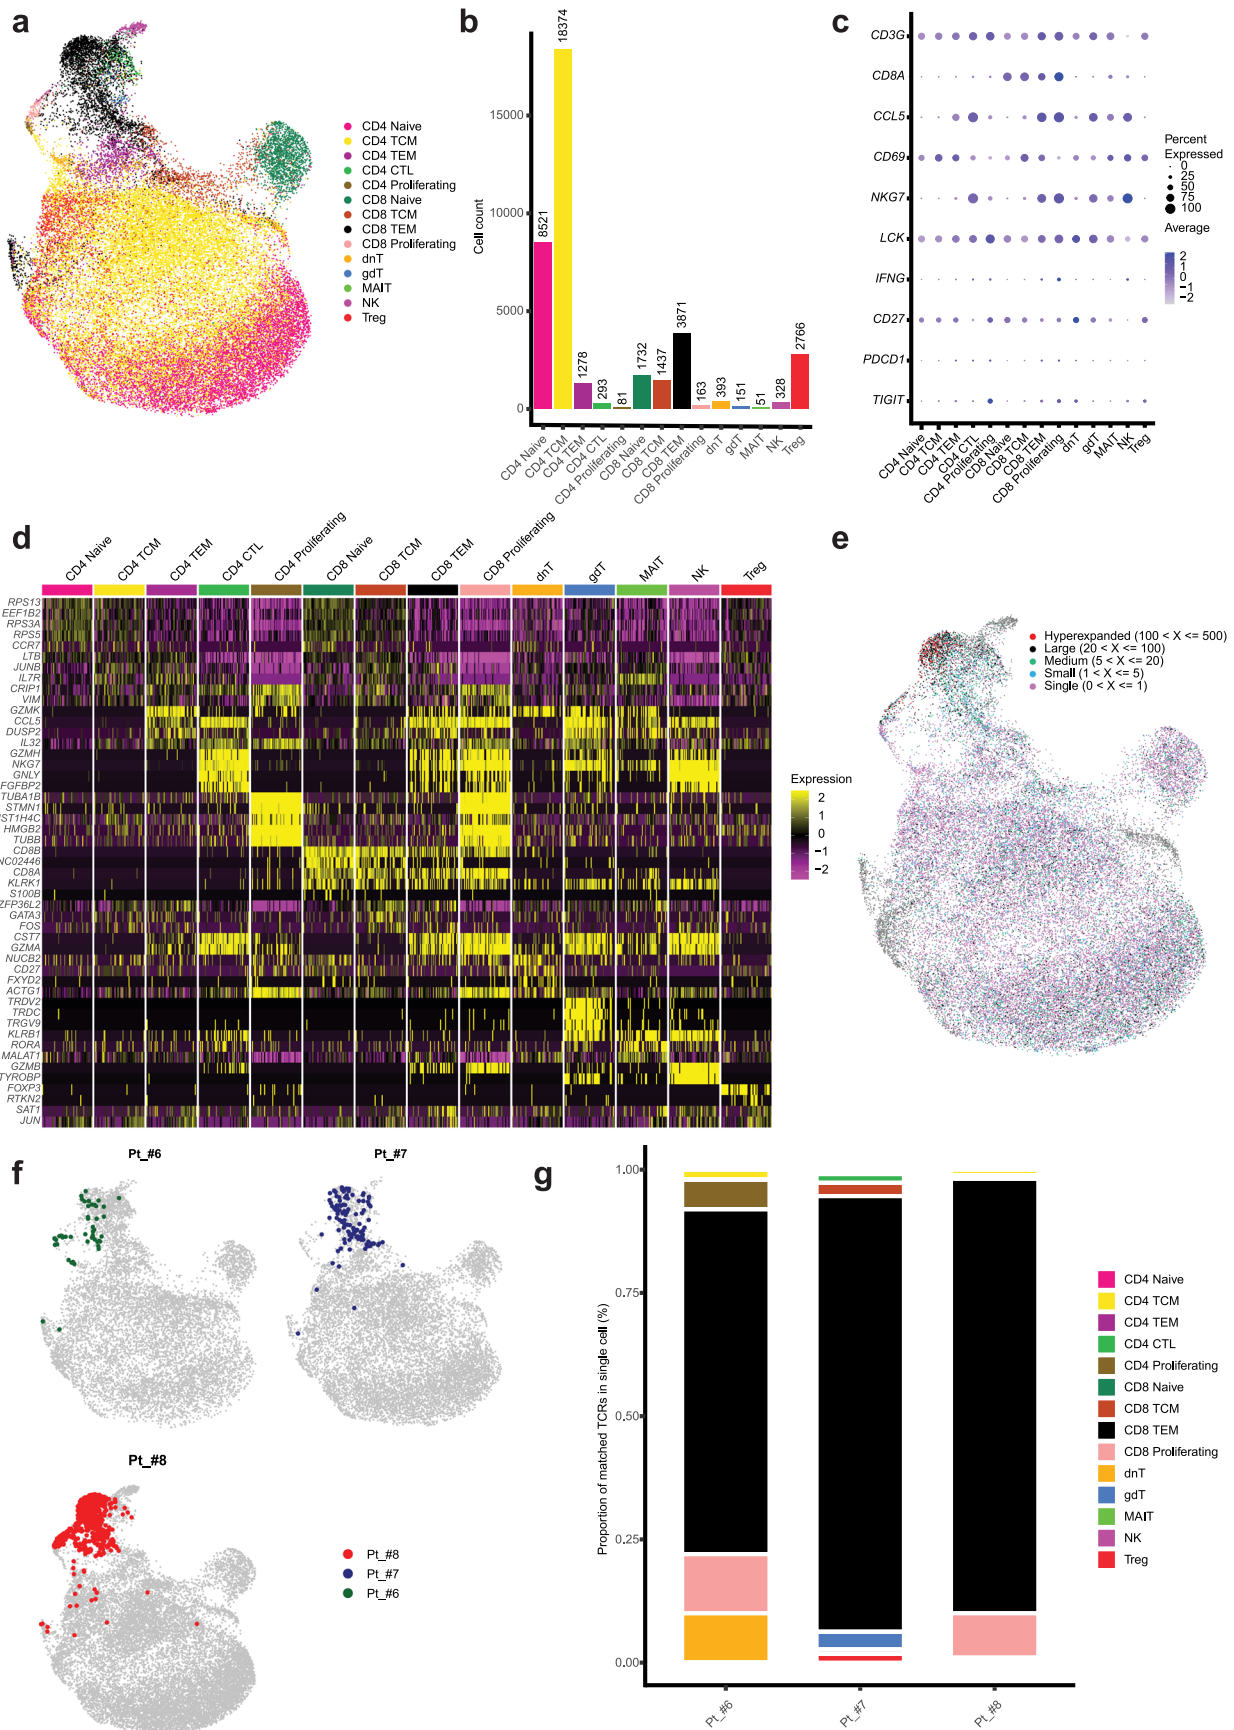 a
CD4 Naive
CD4 TCM
CD4 TEM
CD4 CTL
CD4 Proliferating
CD8 Naive
CD8 TCM
CD8 TEM
CD8 Proliferating
dnT
gdT
MAIT
NK
Treg
b
Cell count
15000
10000
5000
0
8521
18374
1278
293
81
1732
1437
3871
163
393
151
51
328
2766
CD4 Naive
CD4 TCM
CD4 TEM
CD4 CTL
CD4 Proliferating
CD8 Naive
CD8 TCM
CD8 TEM
CD8 Proliferating
dnT
gdT
MAIT
NK
Treg
c
CD3G
CD8A
CCL5
CD69
NKG7
LCK
IFNG
CD27
PDCD1
TIGIT
CD4 Naive
CD4 TCM
CD4 TEM
CD4 CTL
CD4 Proliferating
CD8 Naive
CD8 TCM
CD8 TEM
CD8 Proliferating
dnT
gdT
MAIT
NK
Treg
Percent
Expressed
0
25
50
75
100
Average
2
1
0
−1
−2
d
CD4 Naive
CD4 TCM
CD4 TEM
CD4 CTL
CD4 Proliferating
CD8 Naive
CD8 TCM
CD8 TEM
CD8 Proliferating
dnT
gdT
MAIT
NK
Treg
RPS13
EEF1B2
RPS3A
RPS5
CCR7
LTB
JUNB
IL7R
CRIP1
VIM
GZMK
CCL5
DUSP2
IL32
GZMH
NKG7
GNLY
FGFBP2
TUBA1B
STMN1
IST1H4C
HMGB2
TUBB
CD8B
NC02446
CD8A
KLRK1
S100B
ZFP36L2
GATA3
FOS
CST7
GZMA
NUCB2
CD27
FXYD2
ACTG1
TRDV2
TRDC
TRGV9
KLRB1
RORA
MALAT1
GZMB
TYROBP
FOXP3
RTKN2
SAT1
JUN
Expression
2
1
0
−1
−2
e
Hyperexpanded (100 < X <= 500)
Large (20 < X <= 100)
Medium (5 < X <= 20)
Small (1 < X <= 5)
Single (0 < X <= 1)
f
Pt_#6
Pt_#7
Pt_#8
Pt_#8
Pt_#7
Pt_#6
g
Proportion of matched TCRs in single cell (%)
1.00
0.75
0.50
0.25
0.00
Pt_#6
Pt_#7
Pt_#8
CD4 Naive
CD4 TCM
CD4 TEM
CD4 CTL
CD4 Proliferating
CD8 Naive
CD8 TCM
CD8 TEM
CD8 Proliferating
dnT
gdT
MAIT
NK
Treg